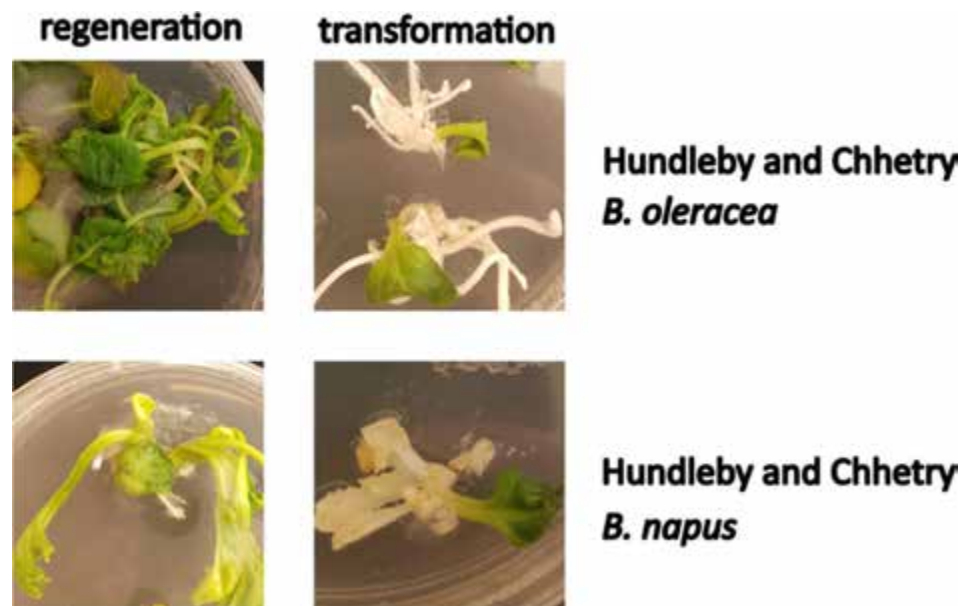 regeneration
transformation
Hundleby and Chhetry
B. oleracea
Hundleby and Chhetry
B. napus